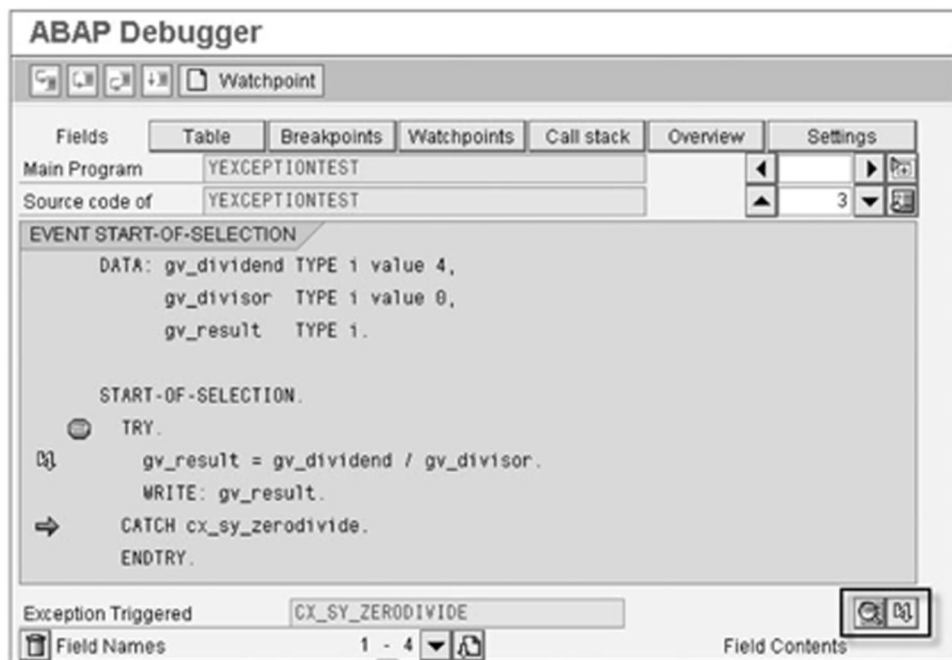 ABAP Debugger
Watchpoint
Fields Table Breakpoints Watchpoints Call stack Overview Settings
Main Program YEXCEPTIONTEST
Source code of YEXCEPTIONTEST 3
EVENT START-OF-SELECTION
DATA: gv_dividend TYPE i value 4,
gv_divisor TYPE i value 0,
gv_result TYPE i.
START-OF-SELECTION.
TRY.
gv_result = gv_dividend / gv_divisor.
WRITE: gv_result.
CATCH cx_sy_zerodivide.
ENDTRY.
Exception Triggered CX_SY_ZERODIVIDE
Field Names 1 - 4 Field Contents